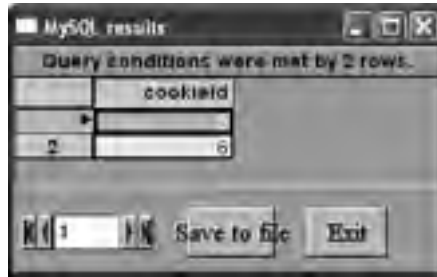 MySQL results
Query conditions were met by 2 rows.
cookieId
2 6
1 Save to file Exit